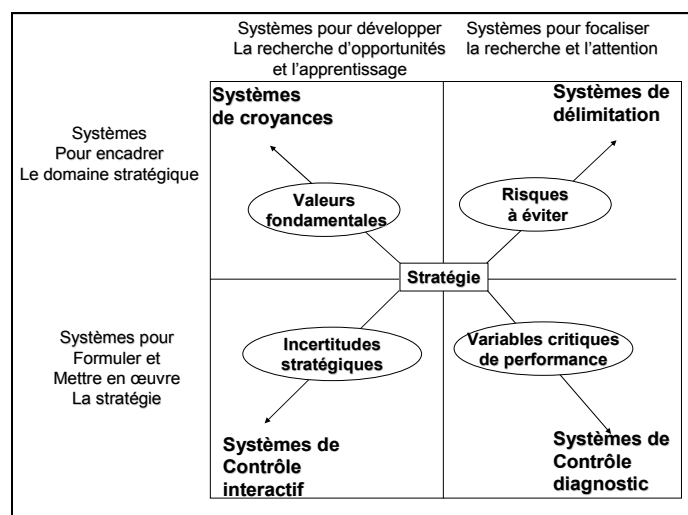 Systèmes pour développer
La recherche d'opportunités
et l'apprentissage
Systèmes pour focaliser
la recherche et l'attention
Systèmes
Pour encadrer
Le domaine stratégique
Systèmes
de croyances
Systèmes de
délimitation
Valeurs
fondamentales
Risques
à éviter
Stratégie
Systèmes pour
Formuler et
Mettre en œuvre
La stratégie
Incertitudes
stratégiques
Variables critiques
de performance
Systèmes de
Contrôle
interactif
Systèmes de
Contrôle
diagnostic